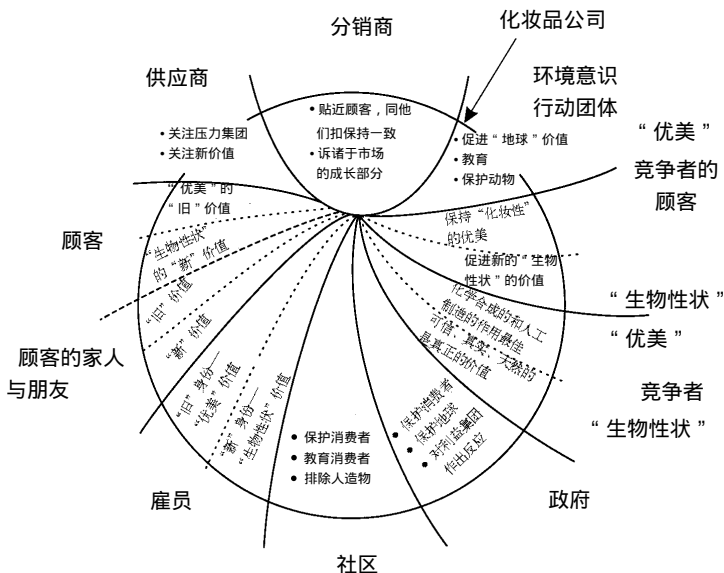 分销商
化妆品公司
供应商
环境意识
行动团体
• 贴近顾客，同他
们扣保持一致
• 诉诸于市场
的成长部分
• 关注压力集团
• 关注新价值
• 促进“地球”价值
• 教育
• 保护动物
“优美”
竞争者的
顾客
“优美”的
“旧”价值
保持“化妆性”
的优美
顾客
“生物性状”
的“新”价值
促进新的“生物
性状”的价值
“旧”价值
化学合成的和人工
制造的作用最佳
“生物性状”
“优美”
“新”价值
可信、真实、天然的
是真正的价值
顾客的家人
与朋友
“旧”身份——
“优美”价值
“新”身份——
“生物性状”价值
竞争者
“生物性状”
• 保护消费者
• 教育消费者
• 排除人造物
• 保护消费者
• 保护地球
• 对利益集团
作出反应
雇员
政府
社区